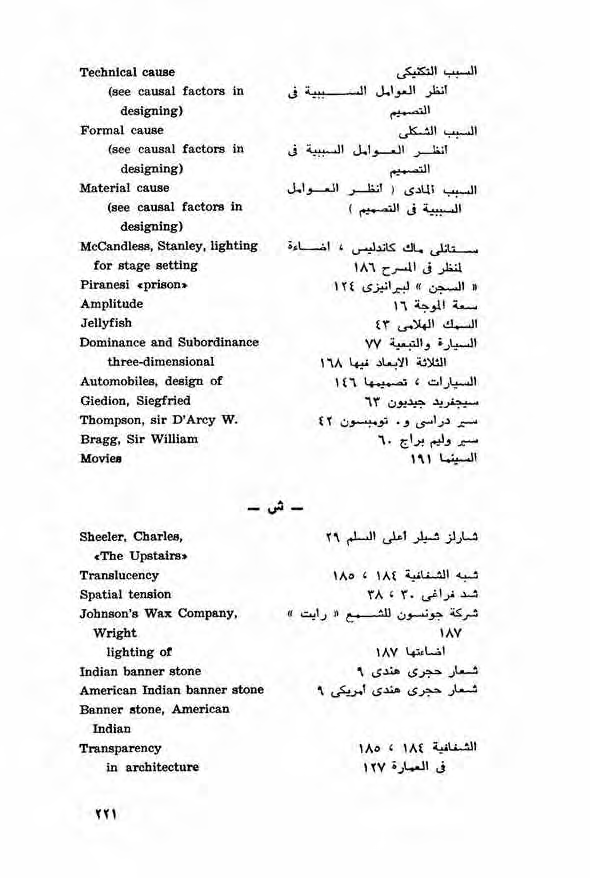 Technical cause السبب التكنيكى
(see causal factors in انظر العوامل السببية فى
designing) التصميم
Formal cause السبب الشكلى
(see causal factors in انظر العوامل السببية فى
designing) التصميم
Material cause السبب المادى ( انظر العوامل
(see causal factors in السببية فى التصميم )
designing)
McCandless, Stanley, lighting ستانلى ماك كاندليس ، اضاءة
for stage setting لمنظر فى المسرح ١٨٦
Piranesi «prison» « السجن » لبرانيزى ١٢٤
Amplitude سعة الموجة ١٦
Jellyfish السمك الهلامى ٤٣
Dominance and Subordinance السيارة والتبعية ٧٧
three-dimensional الثلاثة الابعاد فيها ١٦٨
Automobiles, design of السيارات ، تصميمها ١٤٦
Giedion, Siegfried سيجفريد جيديون ٦٣
Thompson, sir D'Arcy W. سير دراسى و . تومبسون ٤٢
Bragg, Sir William سير وليم براج ٦٠
Movies السينما ١٩١
— ش —
Sheeler, Charles, شارلز شيلر أعلى السلم ٢٩
«The Upstairs»
Translucency شبه الشفافية ١٨٤ ، ١٨٥
Spatial tension شد فراغى ٣٠ ، ٣٨
Johnson's Wax Company, شركة جونسون للشمع « رايت »
Wright ١٨٧
lighting of اضاءتها ١٨٧
Indian banner stone شعار حجرى هندى ٩
American Indian banner stone شعار حجرى هندى أمريكى ٩
Banner stone, American
Indian
Transparency الشفافية ١٨٤ ، ١٨٥
in architecture فى العمارة ١٢٧
٢٢١